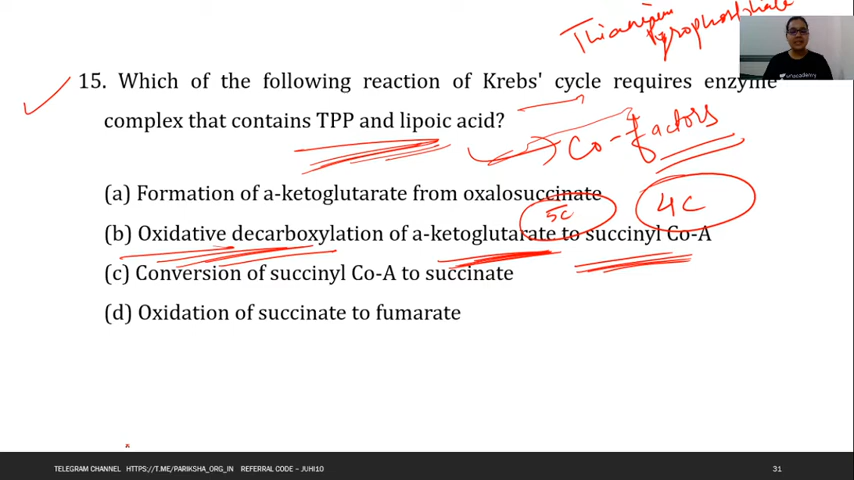 Thiamine
pyrophosphate
unacademy
15. Which of the following reaction of Krebs' cycle requires enzyme
complex that contains TPP and lipoic acid?
Co-factors
(a) Formation of a-ketoglutarate from oxalosuccinate
5C
4C
(b) Oxidative decarboxylation of a-ketoglutarate to succinyl Co-A
(c) Conversion of succinyl Co-A to succinate
(d) Oxidation of succinate to fumarate
TELEGRAM CHANNEL HTTPS://T.ME/PARIKSHA_ORG_IN REFERRAL CODE – JUHI10
31